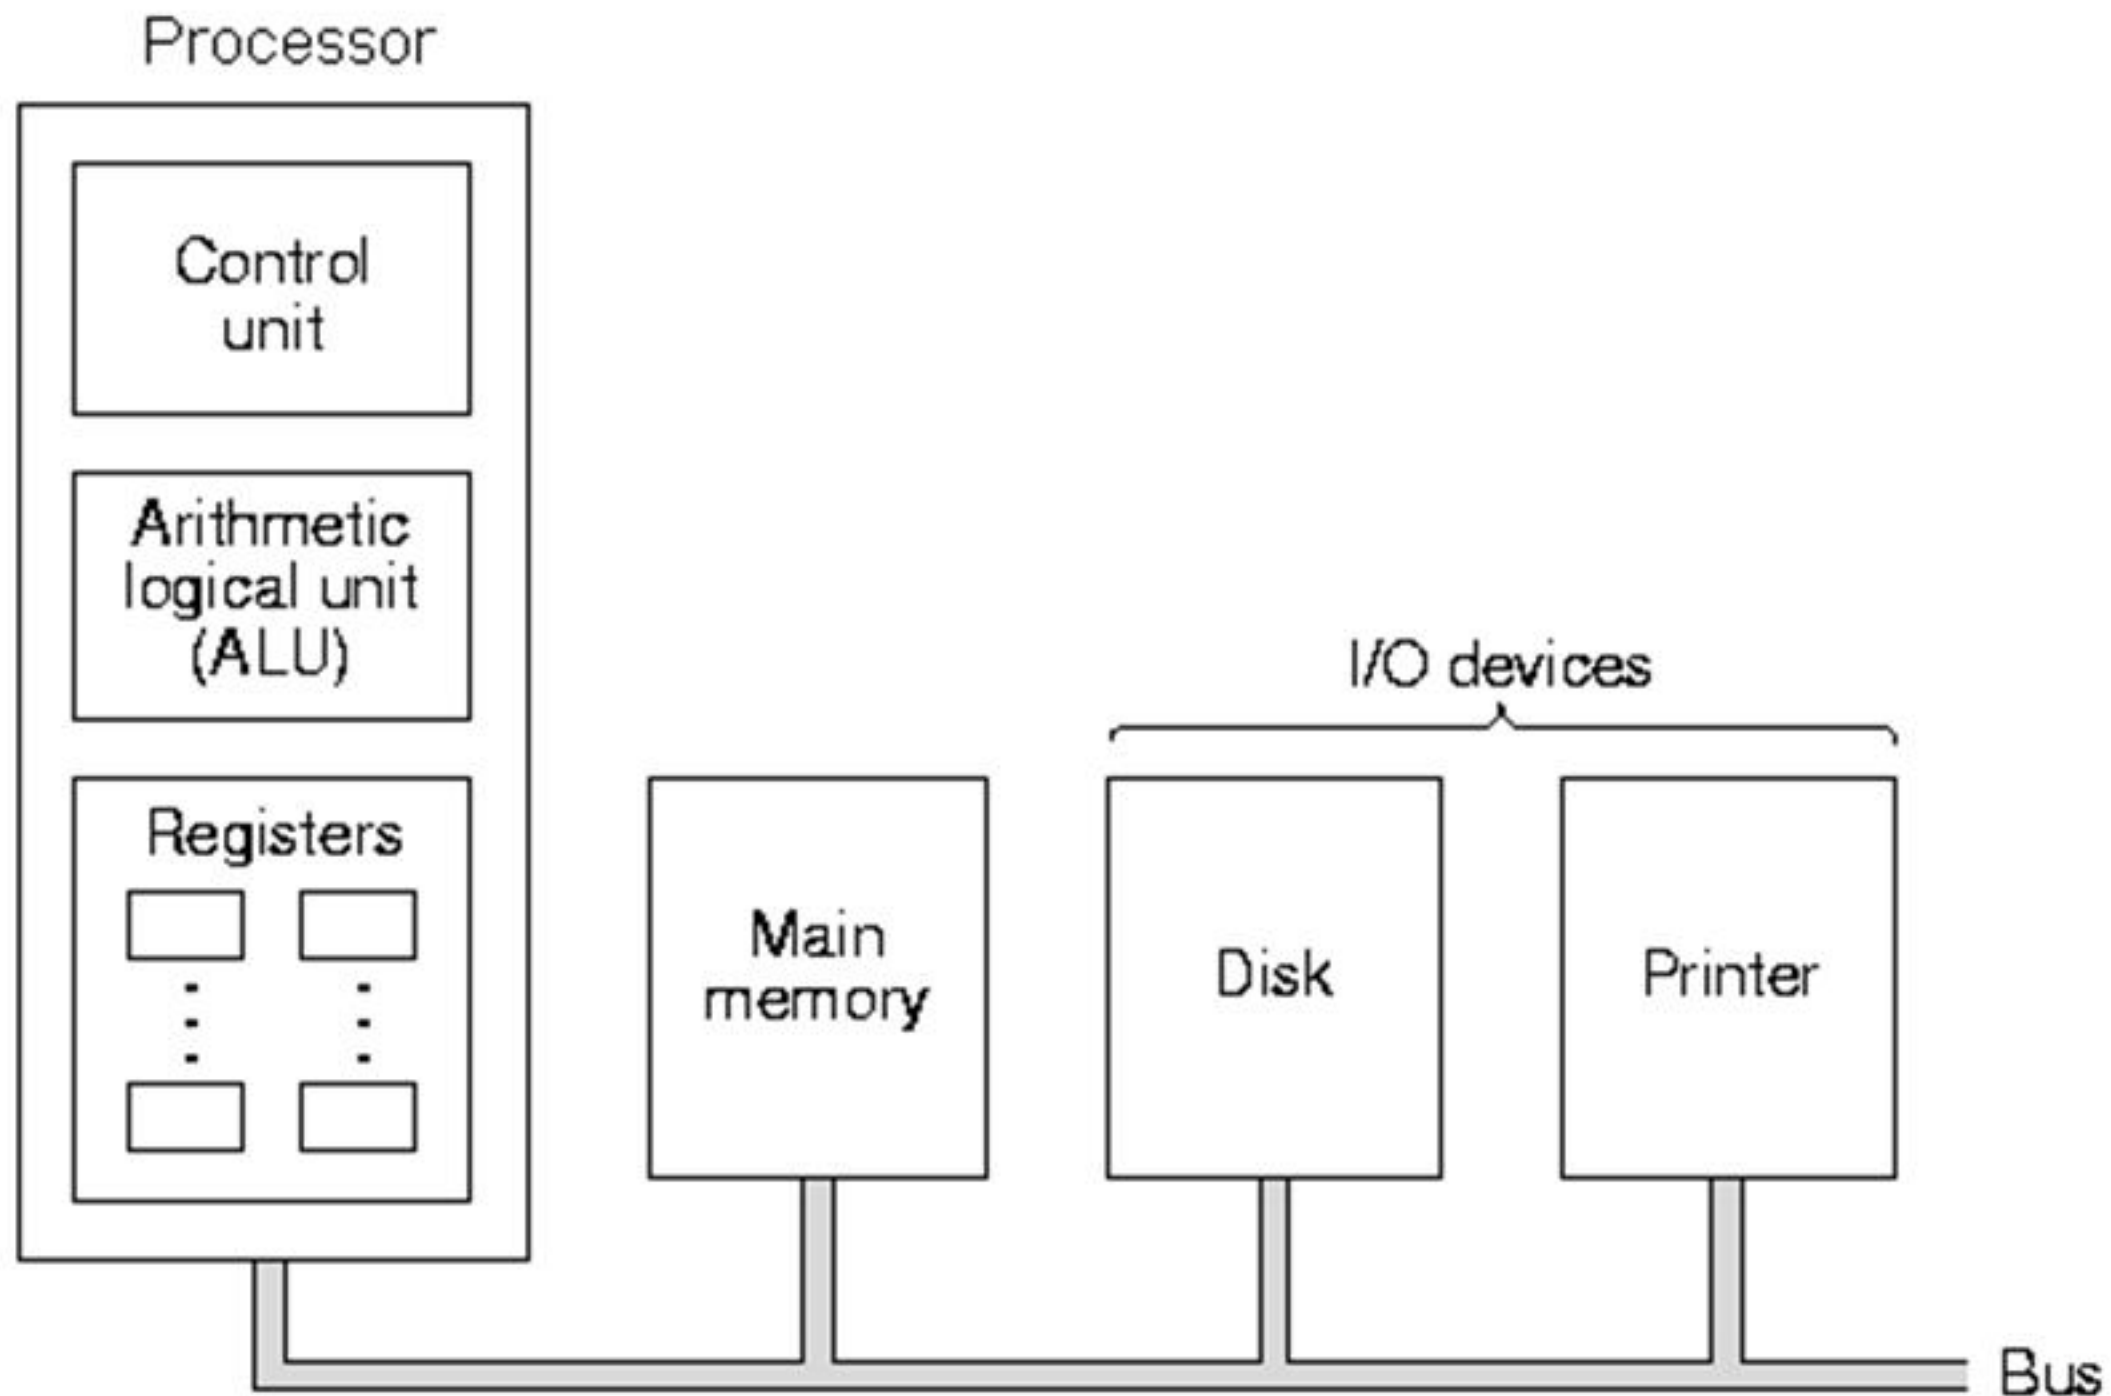 Processor
Control
unit
Arithmetic
logical unit
(ALU)
Registers
Main
memory
I/O devices
Disk
Printer
Bus